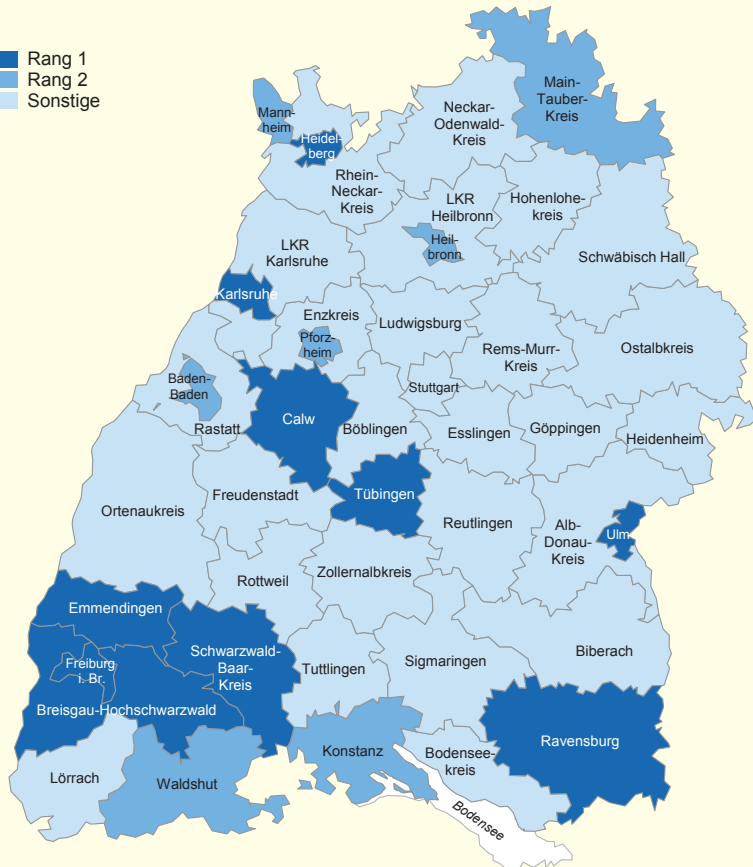 Rang 1
Rang 2
Sonstige
Main-
Tauber-
Kreis
Neckar-
Odenwald-
Kreis
Mann-
heim
Heidel-
berg
Rhein-
Neckar-
Kreis
LKR
Heilbronn
Hohenlohe-
kreis
Heil-
bronn
LKR
Karlsruhe
Schwäbisch Hall
Karlsruhe
Enzkreis
Ludwigsburg
Pforz-
heim
Rems-Murr-
Kreis
Ostalbkreis
Baden-
Baden
Stuttgart
Rastatt
Calw
Böblingen
Esslingen
Göppingen
Heidenheim
Freudenstadt
Tübingen
Ortenaukreis
Reutlingen
Alb-
Donau-
Kreis
Ulm
Rottweil
Zollernalbkreis
Emmendingen
Schwarzwald-
Baar-
Kreis
Freiburg
i. Br.
Tuttlingen
Sigmaringen
Biberach
Breisgau-Hochschwarzwald
Konstanz
Bodensee-
kreis
Ravensburg
Lörrach
Waldshut
Bodensee